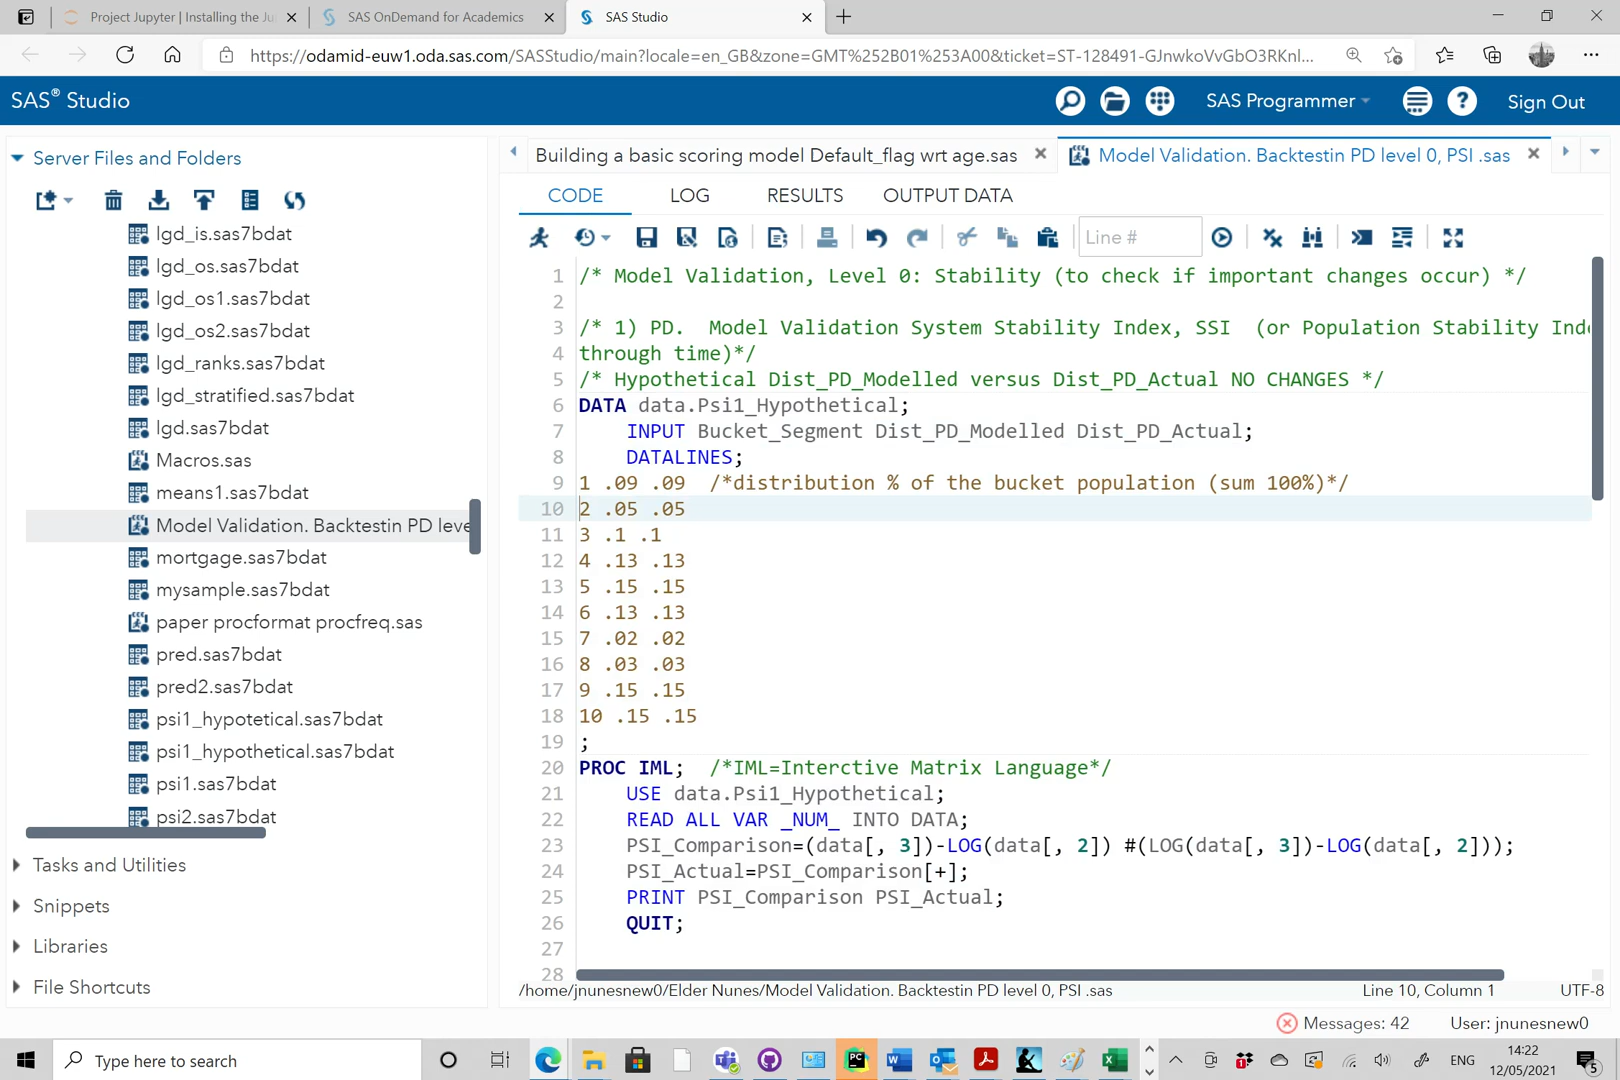 Project Jupyter | Installing the Ju
SAS OnDemand for Academics
SAS Studio
https://odamid-euw1.oda.sas.com/SASStudio/main?locale=en_GB&zone=GMT%252B01%253A00&ticket=ST-128491-GJnwkoVvGbO3RKnl...
SAS® Studio
SAS Programmer
Sign Out
Server Files and Folders
lgd_is.sas7bdat
lgd_os.sas7bdat
lgd_os1.sas7bdat
lgd_os2.sas7bdat
lgd_ranks.sas7bdat
lgd_stratified.sas7bdat
lgd.sas7bdat
Macros.sas
means1.sas7bdat
Model Validation. Backtestin PD leve
mortgage.sas7bdat
mysample.sas7bdat
paper procformat procfreq.sas
pred.sas7bdat
pred2.sas7bdat
psi1_hypotetical.sas7bdat
psi1_hypothetical.sas7bdat
psi1.sas7bdat
psi2.sas7bdat
Tasks and Utilities
Snippets
Libraries
File Shortcuts
Building a basic scoring model Default_flag wrt age.sas
Model Validation. Backtestin PD level 0, PSI .sas
CODE LOG RESULTS OUTPUT DATA
Line #
1 /* Model Validation, Level 0: Stability (to check if important changes occur) */
2
3 /* 1) PD.  Model Validation System Stability Index, SSI  (or Population Stability Inde
4 through time)*/
5 /* Hypothetical Dist_PD_Modelled versus Dist_PD_Actual NO CHANGES */
6 DATA data.Psi1_Hypothetical;
7     INPUT Bucket_Segment Dist_PD_Modelled Dist_PD_Actual;
8     DATALINES;
9 1 .09 .09  /*distribution % of the bucket population (sum 100%)*/
10 2 .05 .05
11 3 .1 .1
12 4 .13 .13
13 5 .15 .15
14 6 .13 .13
15 7 .02 .02
16 8 .03 .03
17 9 .15 .15
18 10 .15 .15
19 ;
20 PROC IML;  /*IML=Interctive Matrix Language*/
21     USE data.Psi1_Hypothetical;
22     READ ALL VAR _NUM_ INTO DATA;
23     PSI_Comparison=(data[, 3])-LOG(data[, 2]) #(LOG(data[, 3])-LOG(data[, 2]));
24     PSI_Actual=PSI_Comparison[+];
25     PRINT PSI_Comparison PSI_Actual;
26     QUIT;
27
28
/home/jnunesnew0/Elder Nunes/Model Validation. Backtestin PD level 0, PSI .sas
Line 10, Column 1
UTF-8
Messages: 42
User: jnunesnew0
Type here to search
PC
ENG
14:22
12/05/2021
5